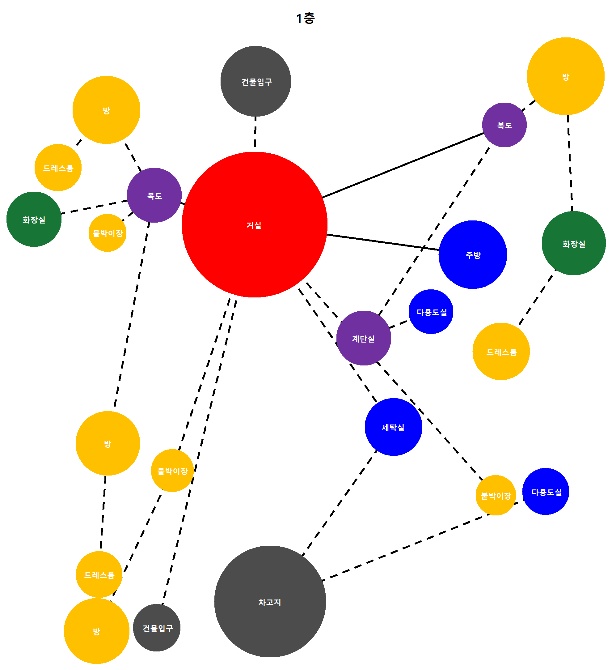 1층
건물입구
방
방
복도
드레스룸
복도
거실
화장실
붙박이장
주방
화장실
다용도실
계단실
드레스룸
세탁실
방
붙박이장
붙박이장
다용도실
드레스룸
차고지
방
건물입구